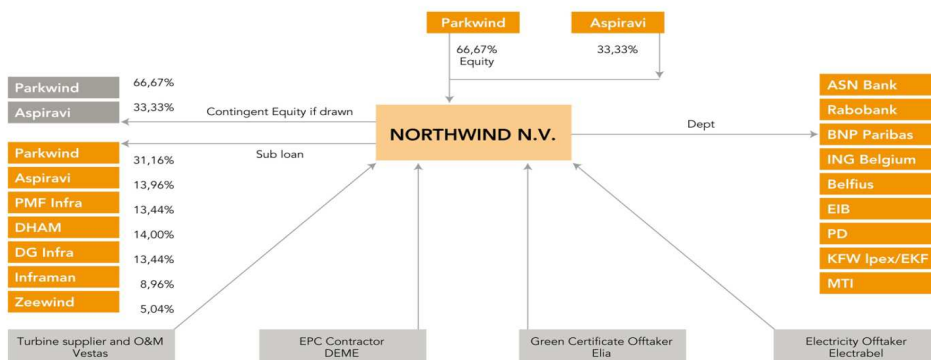 Parkwind
Aspiravi
66,67%
Equity
33,33%
Parkwind
66,67%
Aspiravi
33,33%
Contingent Equity if drawn
NORTHWIND N.V.
Dept
Sub loan
Parkwind
31,16%
Aspiravi
13,96%
PMF Infra
13,44%
DHAM
14,00%
DG Infra
13,44%
Inframan
8,96%
Zeewind
5,04%
ASN Bank
Rabobank
BNP Paribas
ING Belgium
Belfius
EIB
PD
KFW Ipex/EKF
MTI
Turbine supplier and O&M
Vestas
EPC Contractor
DEME
Green Certificate Offtaker
Elia
Electricity Offtaker
Electrabel